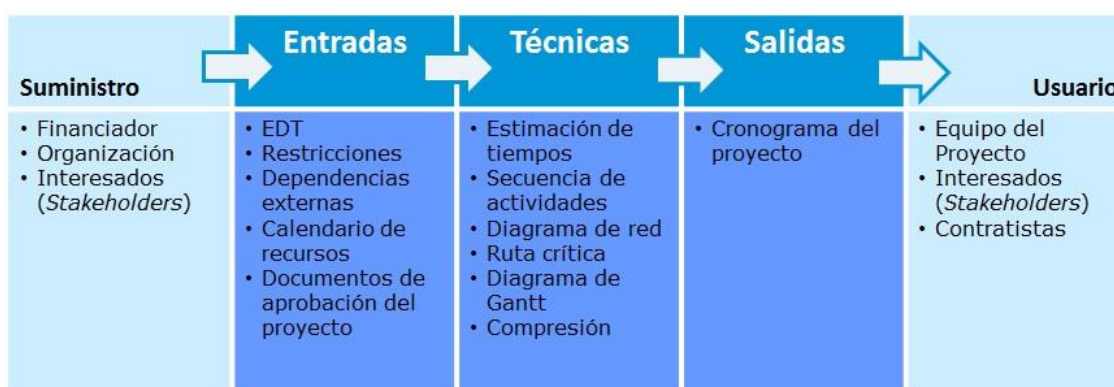 Suministro
• Financiador
• Organización
• Interesados
(Stakeholders)
Entradas
• EDT
• Restricciones
• Dependencias
externas
• Calendario de
recursos
• Documentos de
aprobación del
proyecto
Técnicas
• Estimación de
tiempos
• Secuencia de
actividades
• Diagrama de red
• Ruta crítica
• Diagrama de
Gantt
• Compresión
Salidas
• Cronograma del
proyecto
Usuario
• Equipo del
Proyecto
• Interesados
(Stakeholders)
• Contratistas